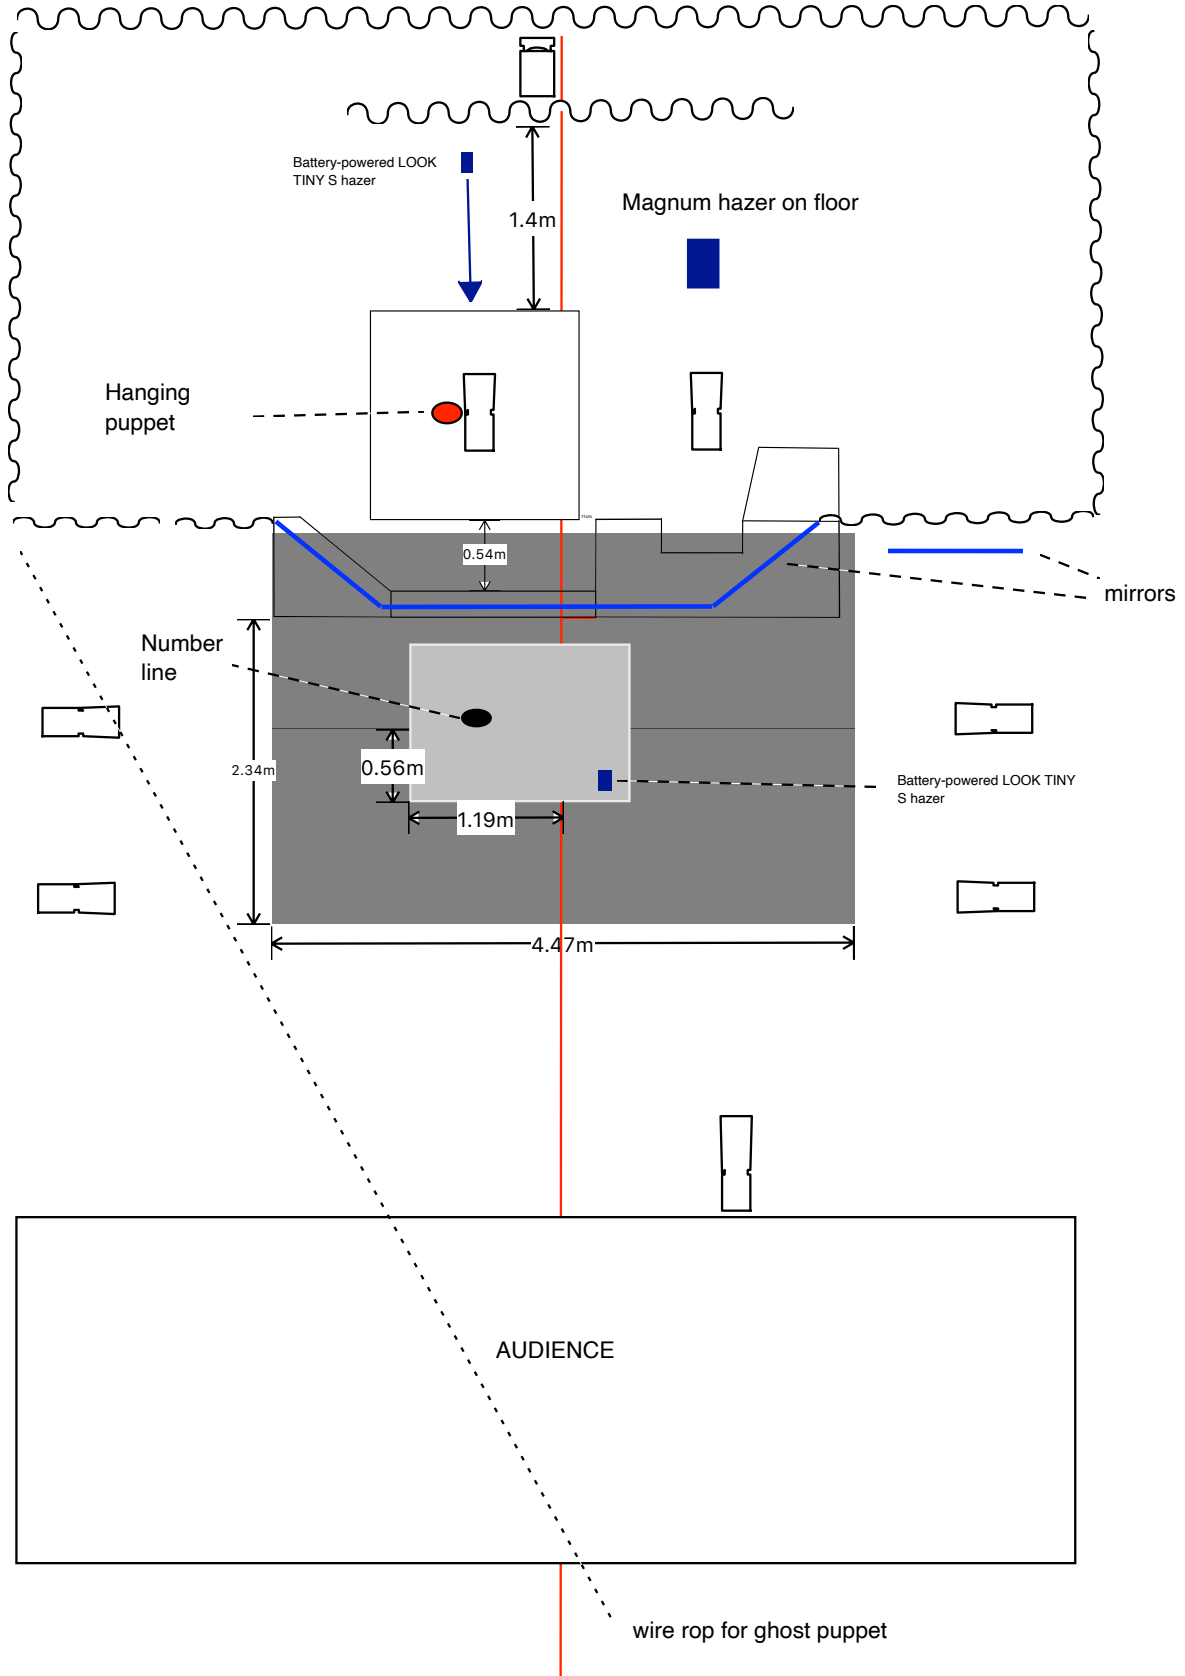 Battery-powered LOOK
TINY S hazer
1.4m
Magnum hazer on floor
Hanging
puppet
0.54m
mirrors
Number
line
2.34m
0.56m
Battery-powered LOOK TINY
S hazer
1.19m
4.47m
AUDIENCE
wire rop for ghost puppet